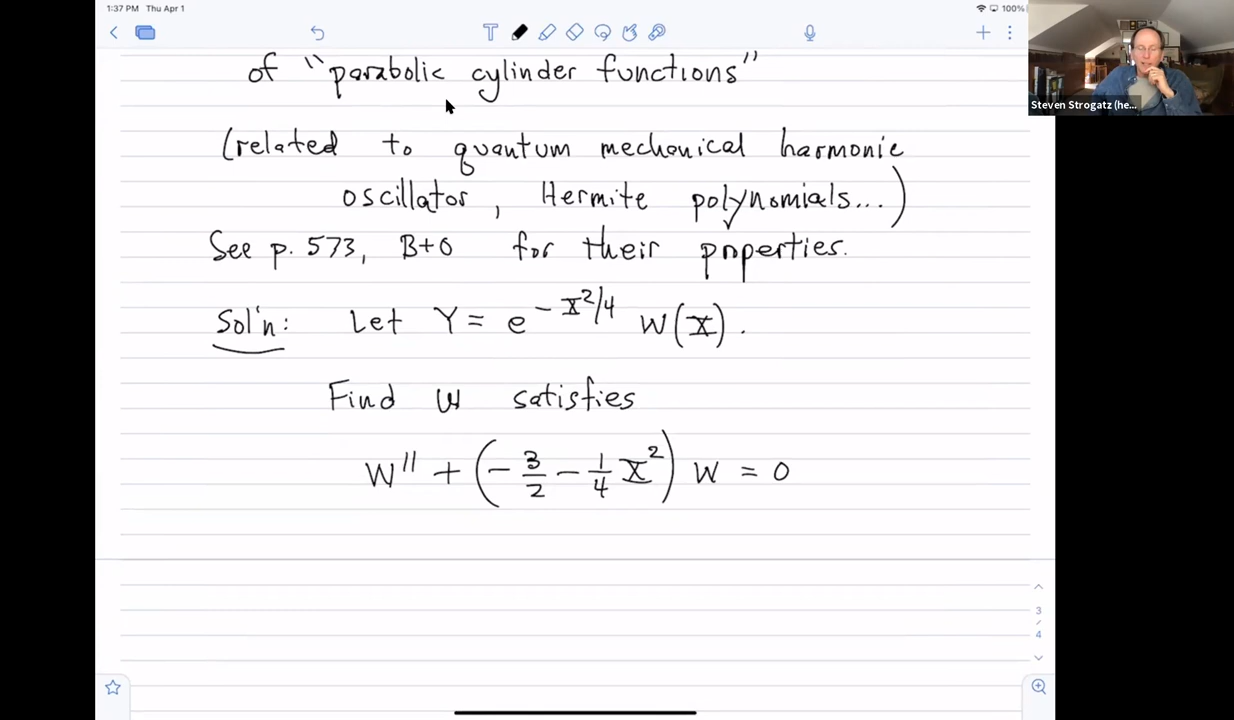 1:37 PM Thu Apr 1
100%
of "parabolic cylinder functions"
(related to quantum mechanical harmonic
oscillator, Hermite polynomials...)
See p. 573, B+O for their properties.
Sol'n: Let Y = e^{-X²/4} W(X).
Find W satisfies
W'' + (-3/2 - 1/4 X²) W = 0
Steven Strogatz (he...
3
/
4